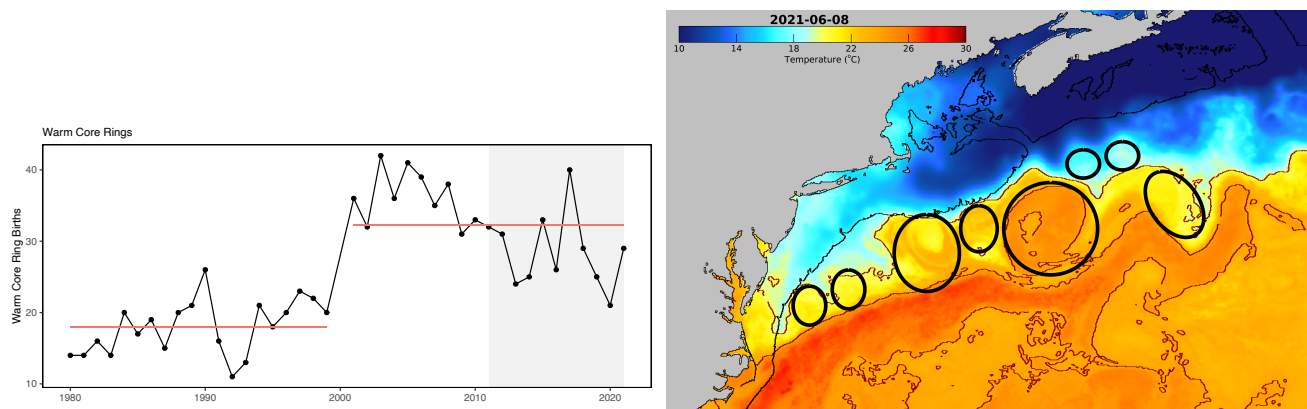 Warm Core Rings
Warm Core Ring Births
40
30
20
10
1980
1990
2000
2010
2020
2021-06-08
10 14 18 22 26 30
Temperature (°C)